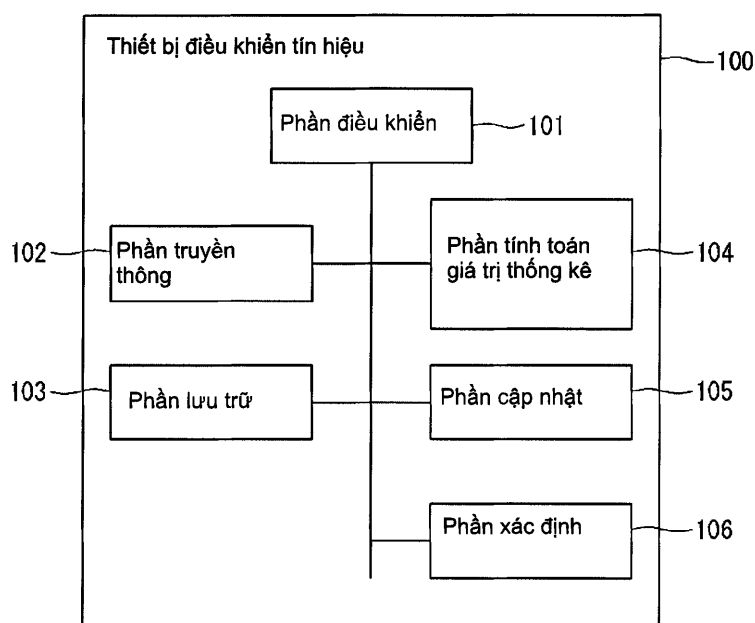 Thiết bị điều khiển tín hiệu
100
Phần điều khiển
101
102
Phần truyền
thông
Phần tính toán
giá trị thống kê
104
103
Phần lưu trữ
Phần cập nhật
105
Phần xác định
106